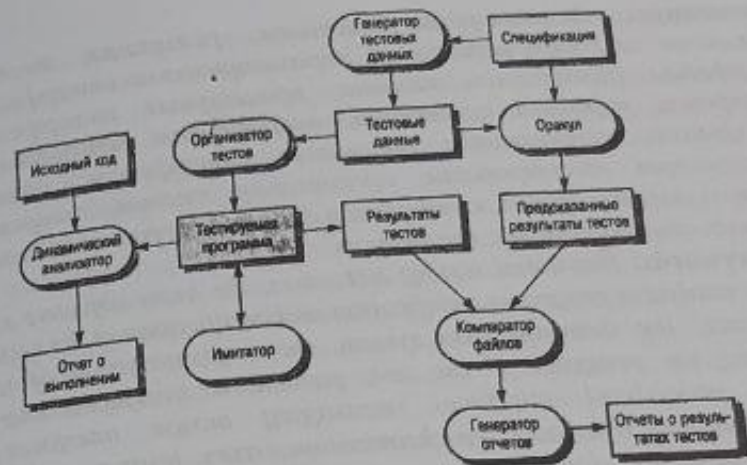 Генератор
тестовых
данных
Спецификация
Организатор
тестов
Тестовые
данные
Оракул
Исходный код
Динамический
анализатор
Тестируемая
программа
Результаты
тестов
Предсказанные
результаты тестов
Отчет о
выполнении
Имитатор
Компаратор
файлов
Генератор
отчетов
Отчеты о резуль-
татах тестов